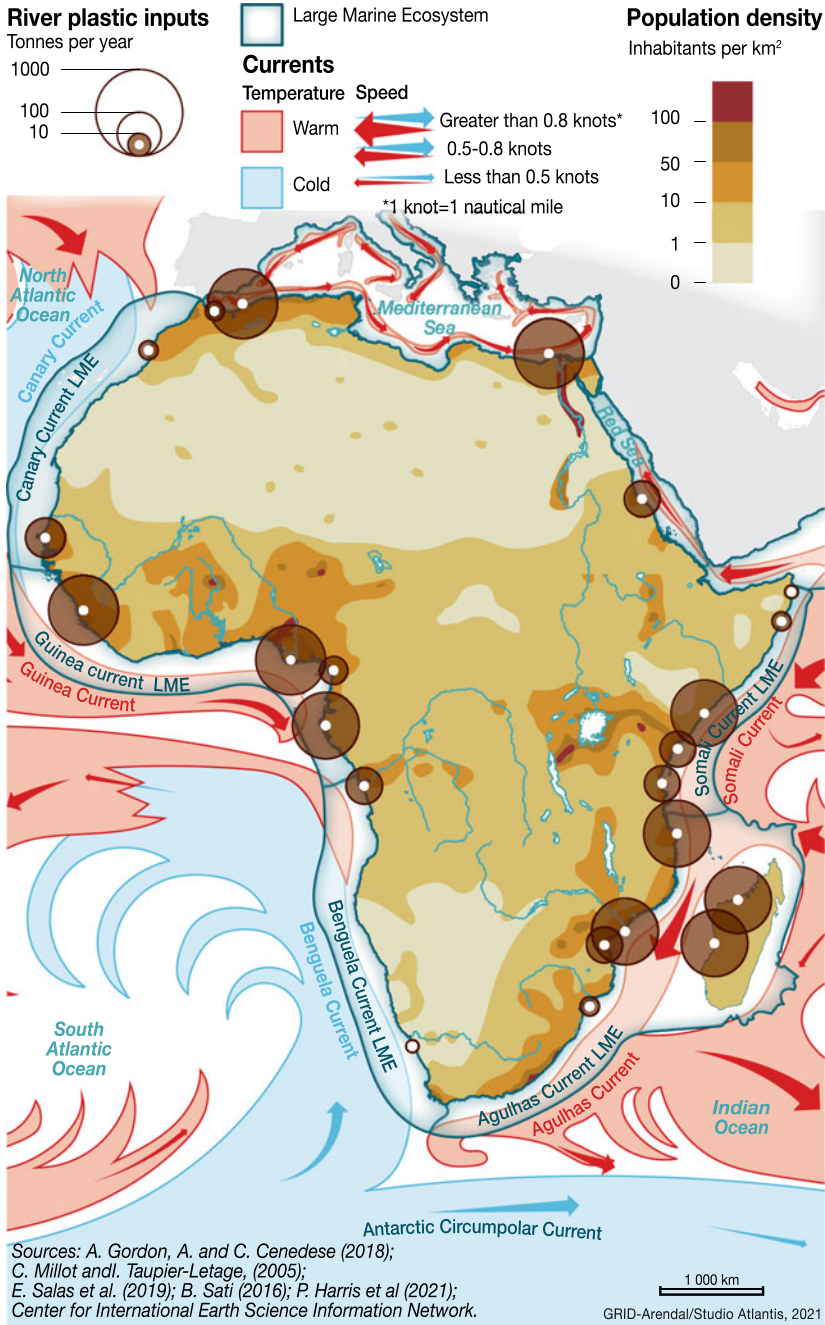 River plastic inputs
Tonnes per year
1000
100
10
Large Marine Ecosystem
Currents
Temperature
Speed
Warm
Cold
Greater than 0.8 knots*
0.5-0.8 knots
Less than 0.5 knots
*1 knot=1 nautical mile
Population density
Inhabitants per km²
100
50
10
1
0
North
Atlantic
Ocean
Canary Current
Canary Current LME
Mediterranean
Sea
Red Sea
Guinea current LME
Guinea Current
Somali Current LME
Somali Current
Benguela Current LME
Benguela Current
South
Atlantic
Ocean
Agulhas Current LME
Agulhas Current
Indian
Ocean
Antarctic Circumpolar Current
Sources: A. Gordon, A. and C. Cenedese (2018);
C. Millot andI. Taupier-Letage, (2005);
E. Salas et al. (2019); B. Sati (2016); P. Harris et al (2021);
Center for International Earth Science Information Network.
1 000 km
GRID-Arendal/Studio Atlantis, 2021